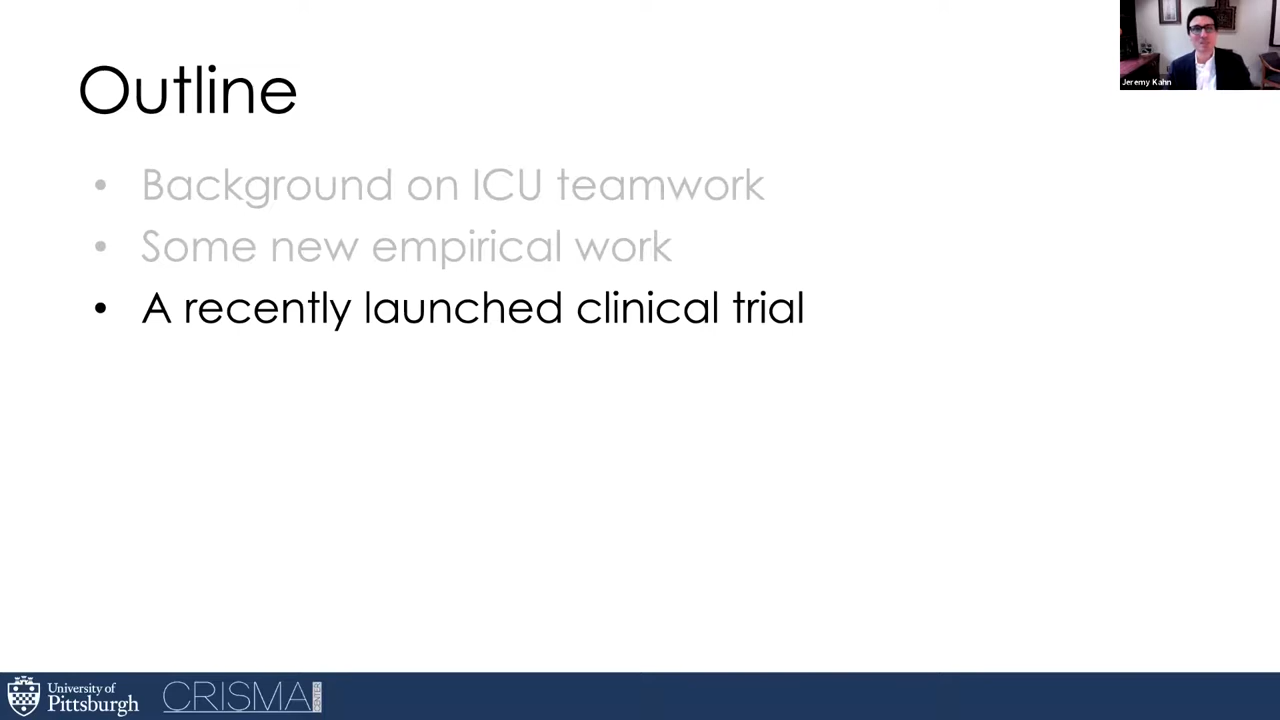 Outline
Jeremy Kahn
• Background on ICU teamwork
• Some new empirical work
• A recently launched clinical trial
University of
Pittsburgh
CRISMA
CENTER